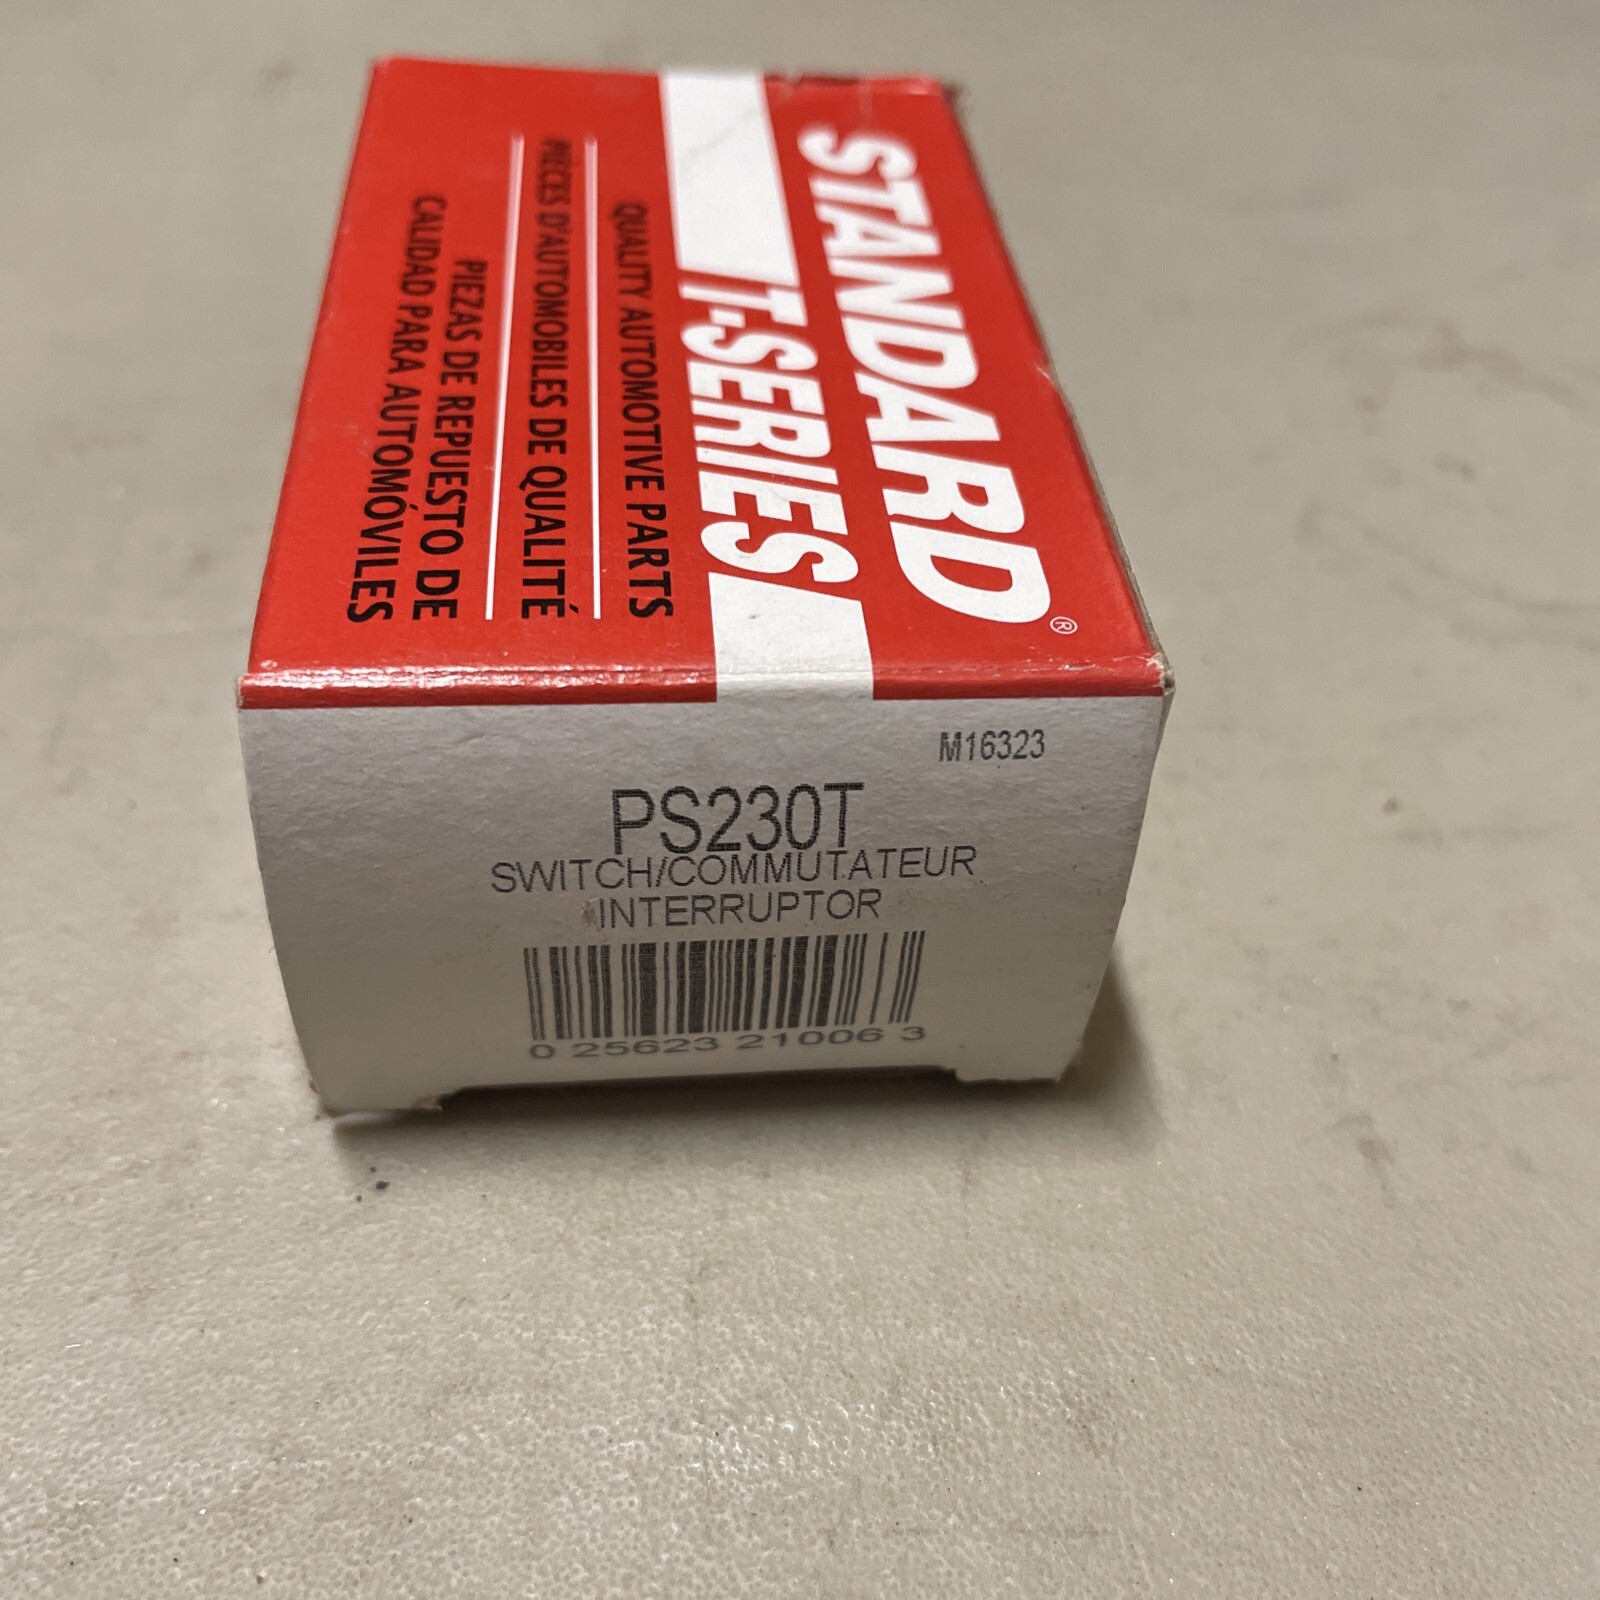 STANDARD®
T·SERIES
QUALITY AUTOMOTIVE PARTS
PIÈCES D'AUTOMOBILES DE QUALITÉ
PIEZAS DE REPUESTO DE
CALIDAD PARA AUTOMÓVILES
M16323
PS230T
SWITCH/COMMUTATEUR
INTERRUPTOR
0 25623 21006 3